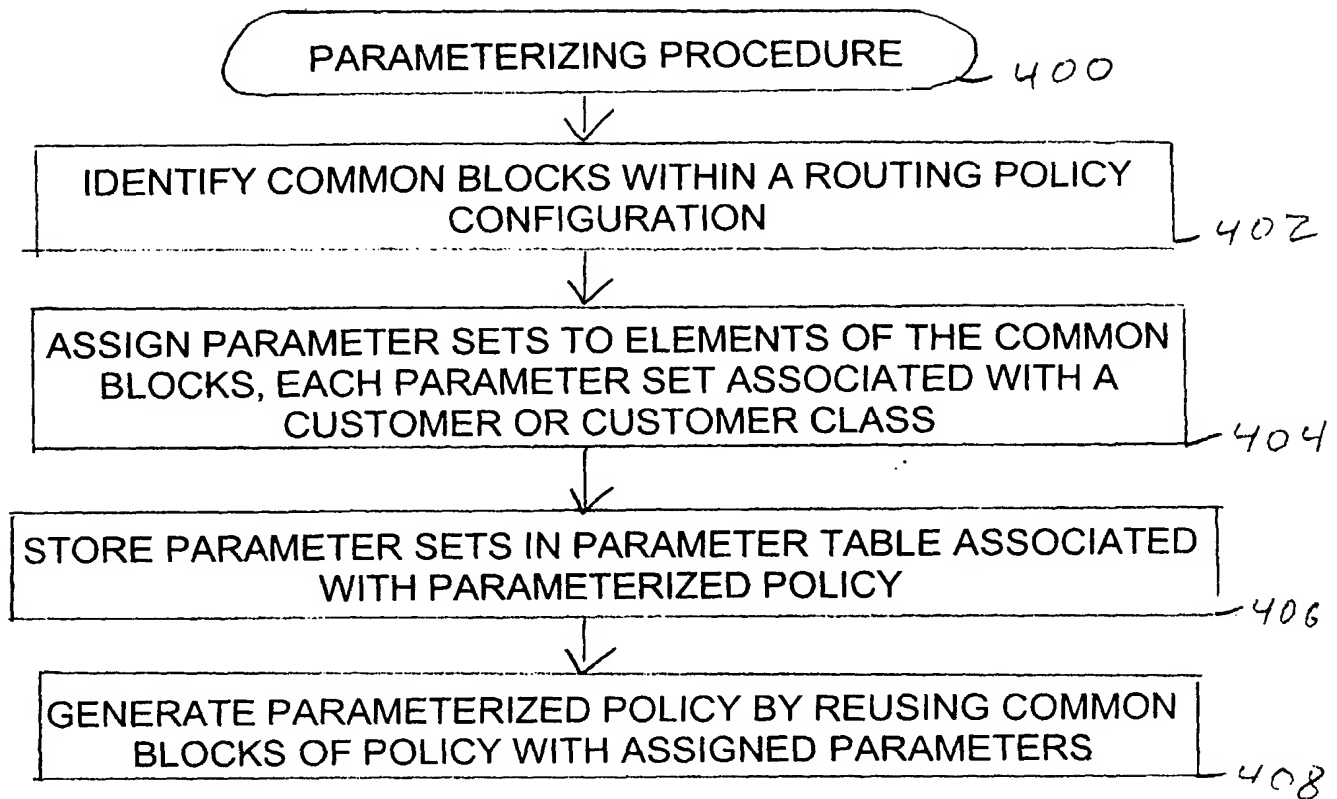 PARAMETERIZING PROCEDURE
400
IDENTIFY COMMON BLOCKS WITHIN A ROUTING POLICY
CONFIGURATION
402
ASSIGN PARAMETER SETS TO ELEMENTS OF THE COMMON
BLOCKS, EACH PARAMETER SET ASSOCIATED WITH A
CUSTOMER OR CUSTOMER CLASS
404
STORE PARAMETER SETS IN PARAMETER TABLE ASSOCIATED
WITH PARAMETERIZED POLICY
406
GENERATE PARAMETERIZED POLICY BY REUSING COMMON
BLOCKS OF POLICY WITH ASSIGNED PARAMETERS
408